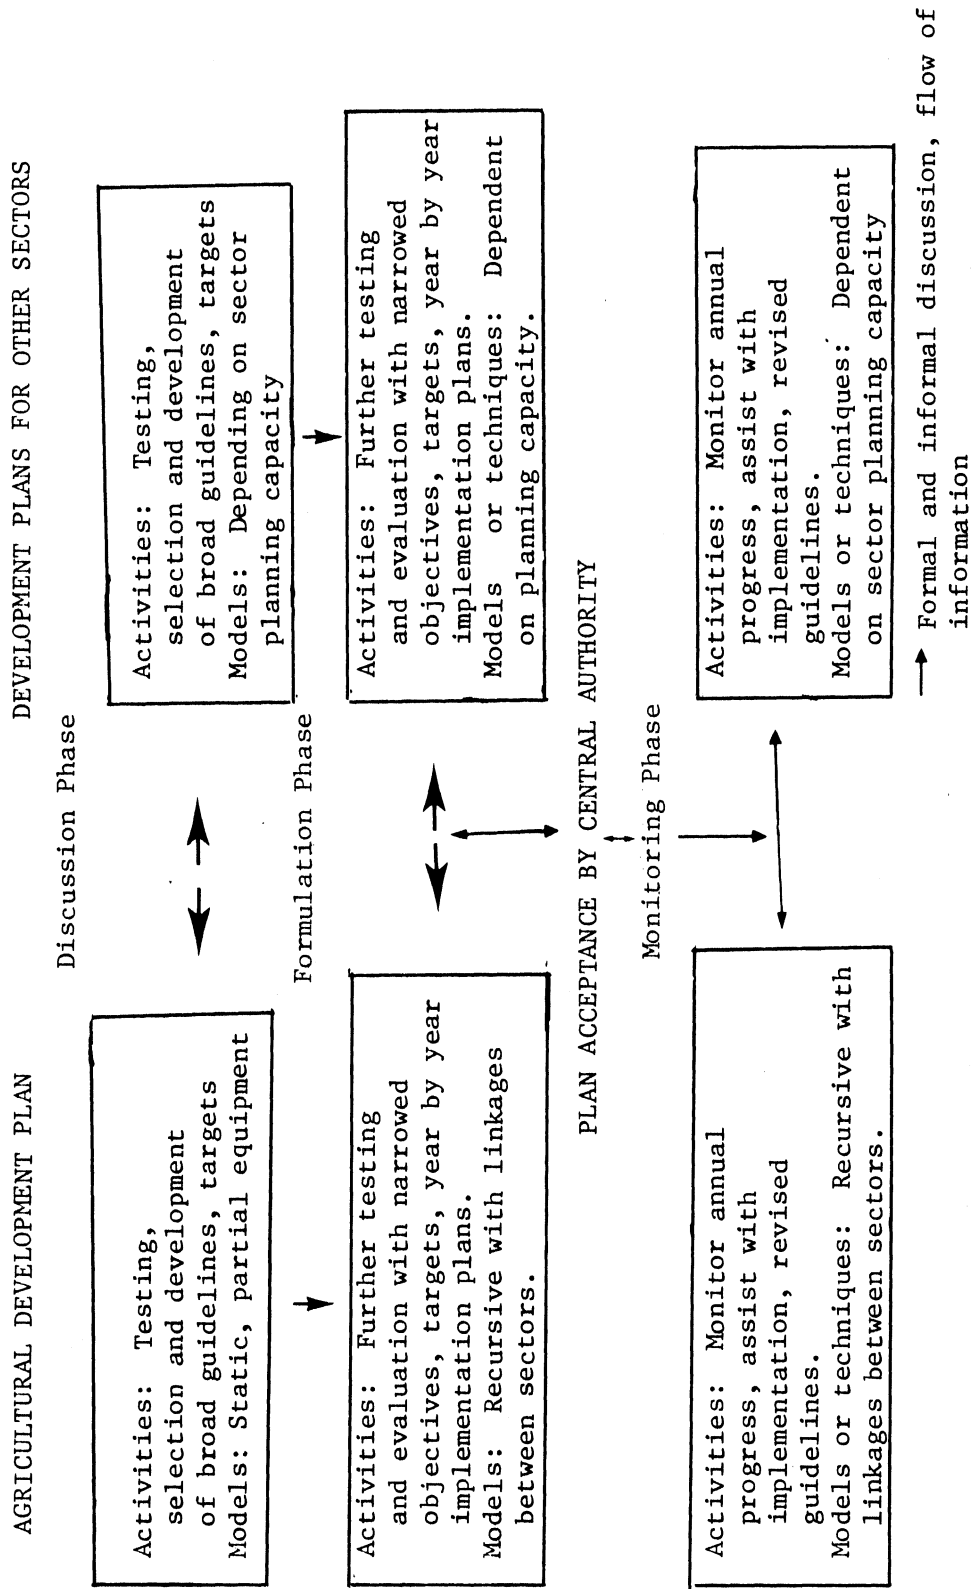 AGRICULTURAL DEVELOPMENT PLAN
DEVELOPMENT PLANS FOR OTHER SECTORS
Discussion Phase
Activities: Testing,
selection and development
of broad guidelines, targets
Models: Static, partial equipment
Activities: Testing,
selection and development
of broad guidelines, targets
Models: Depending on sector
planning capacity
Formulation Phase
Activities: Further testing
and evaluation with narrowed
objectives, targets, year by year
implementation plans.
Models: Recursive with linkages
between sectors.
Activities: Further testing
and evaluation with narrowed
objectives, targets, year by year
implementation plans.
Models or techniques: Dependent
on planning capacity.
PLAN ACCEPTANCE BY CENTRAL AUTHORITY
Monitoring Phase
Activities: Monitor annual
progress, assist with
implementation, revised
guidelines.
Models or techniques: Recursive with
linkages between sectors.
Activities: Monitor annual
progress, assist with
implementation, revised
guidelines.
Models or techniques: Dependent
on sector planning capacity
Formal and informal discussion, flow of
information